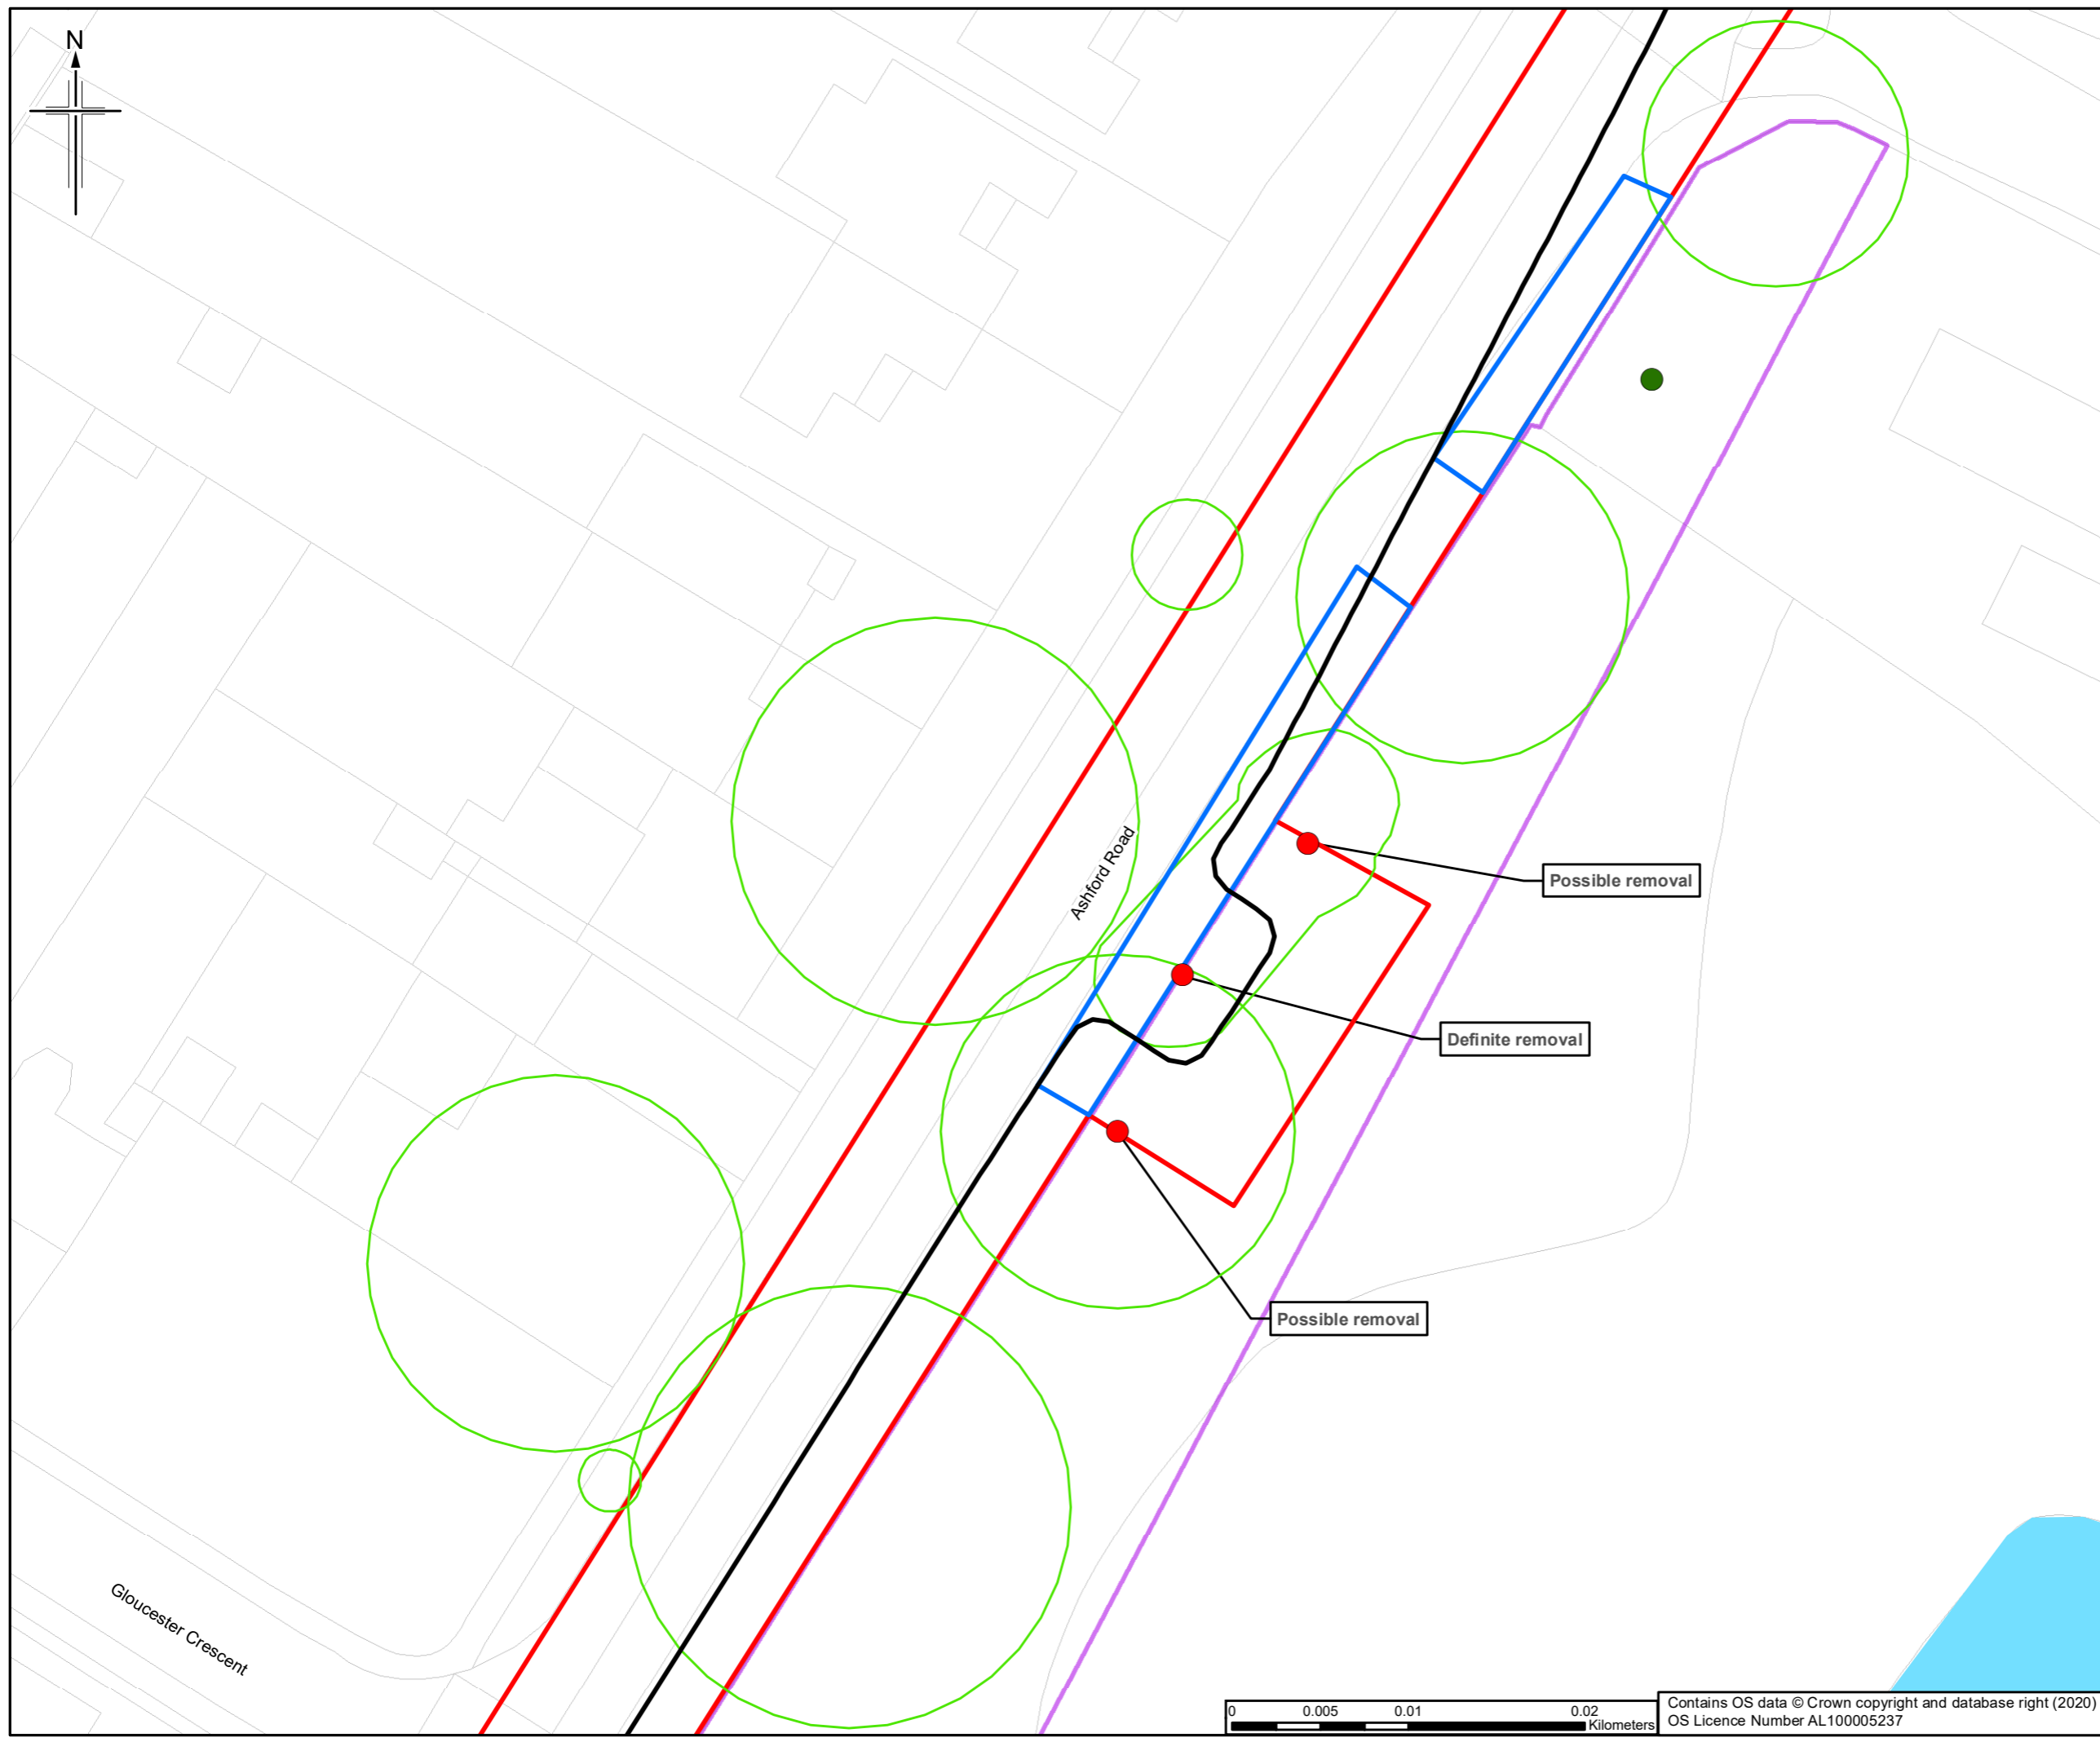 N
Ashford Road
Possible removal
Definite removal
Possible removal
Gloucester Crescent
0 0.005 0.01 0.02
Kilometers
Contains OS data © Crown copyright and database right (2020)
OS Licence Number AL100005237